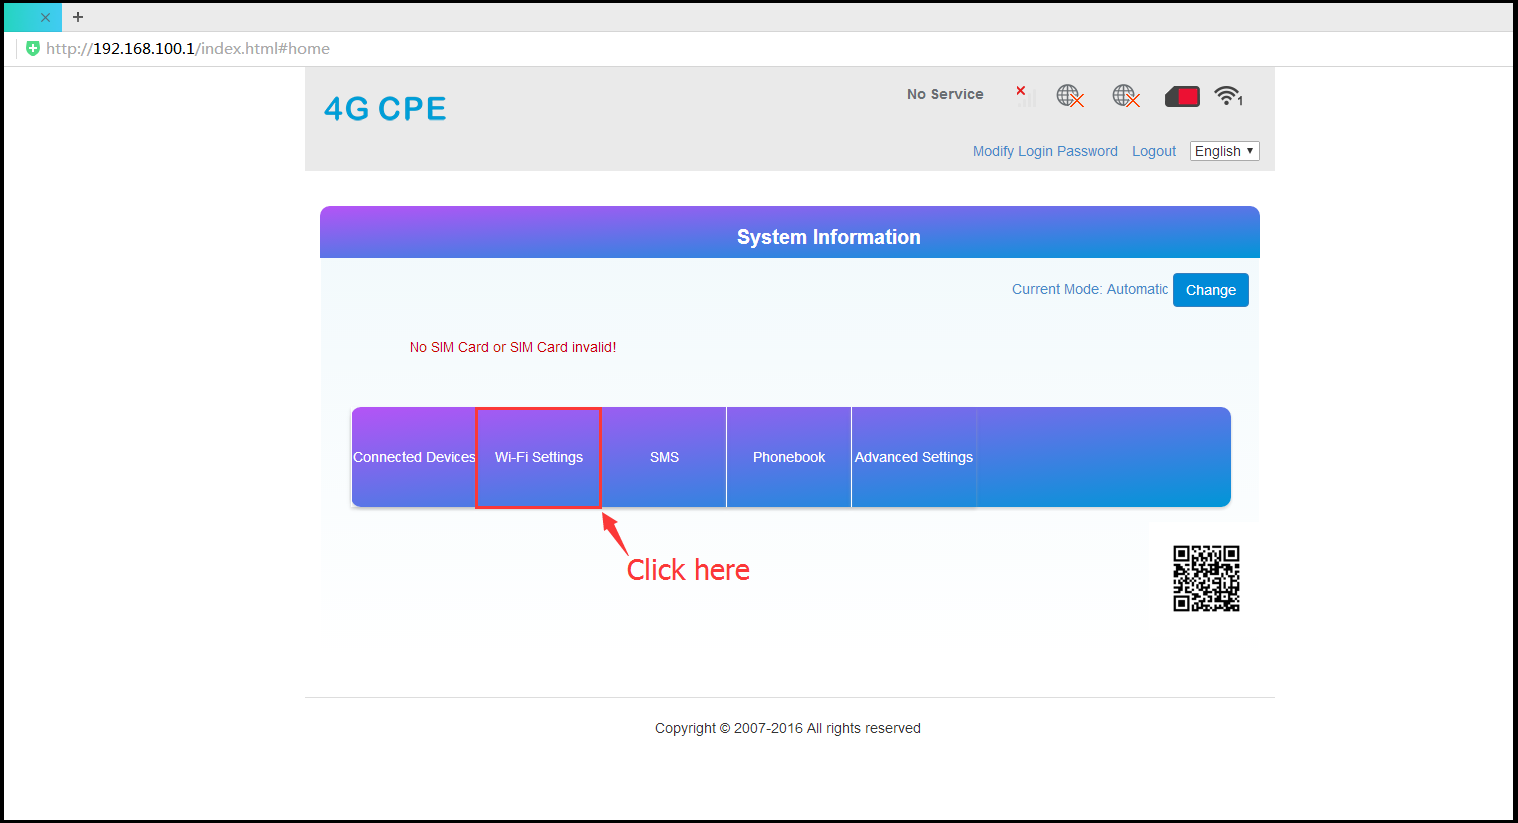 http://192.168.100.1/index.html#home
4G CPE
No Service
1
Modify Login Password Logout English
System Information
Current Mode: Automatic Change
No SIM Card or SIM Card invalid!
Connected Devices Wi-Fi Settings SMS Phonebook Advanced Settings
Click here
Copyright © 2007-2016 All rights reserved